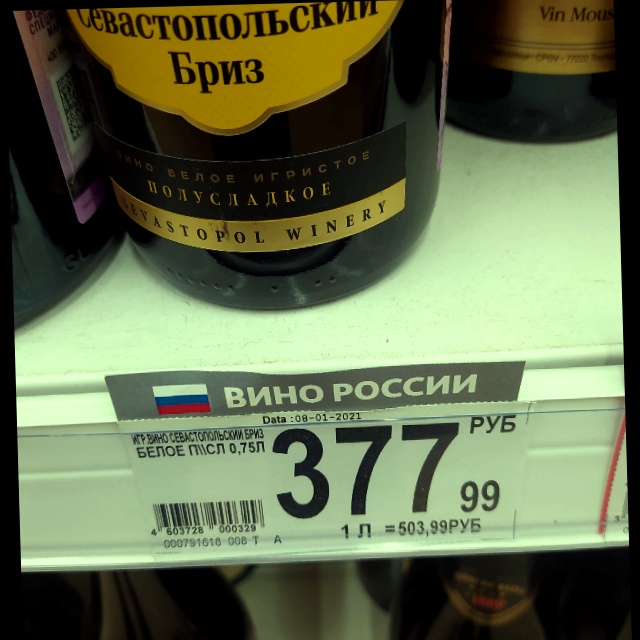 Севастопольский
Бриз
ВИНО БЕЛОЕ ИГРИСТОЕ
ПОЛУСЛАДКОЕ
SEVASTOPOL WINERY
Vin Mous
ВИНО РОССИИ
Data :08-01-2021
ИГР.ВИНО СЕВАСТОПОЛЬСКИЙ БРИЗ
БЕЛОЕ П\\СЛ 0,75Л
377 99 РУБ
4 603728 000329
000791618 008 Т А
1 Л =503,99РУБ